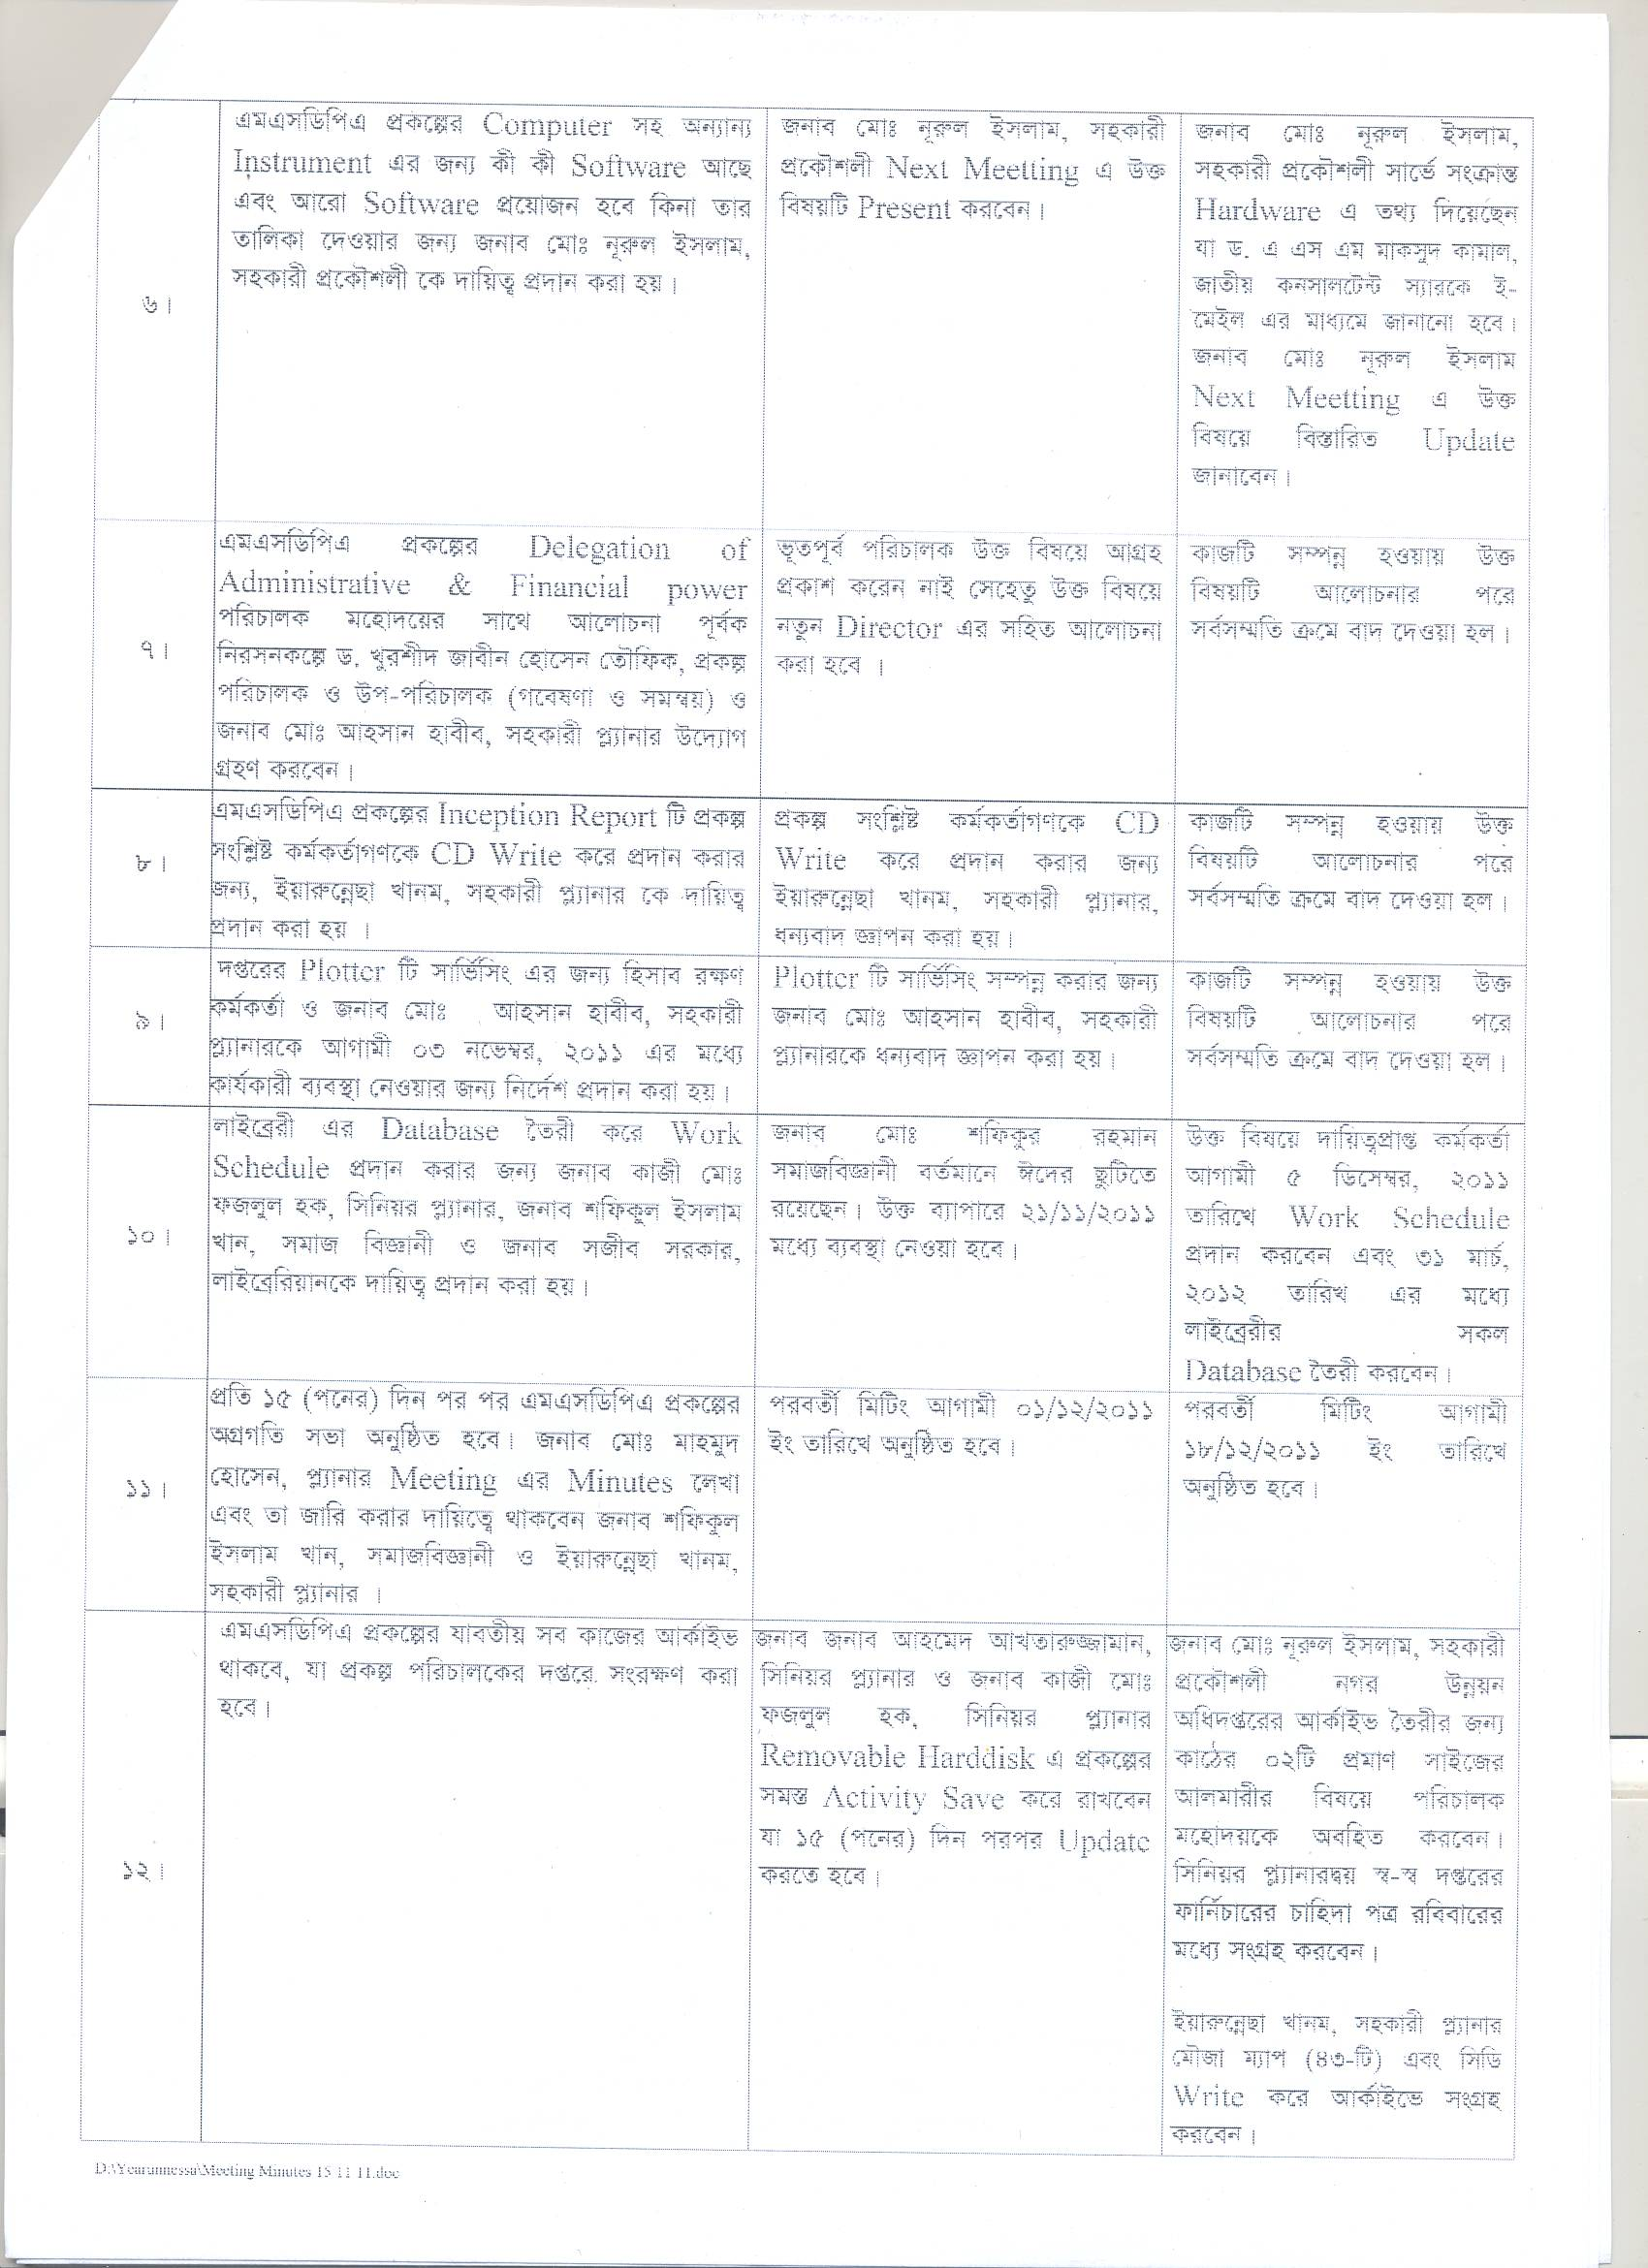 ৬।
এমএসডিপিএ প্রকল্পের Computer সহ অন্যান্য
Instrument এর জন্য কী কী Software আছে
এবং আরো Software প্রয়োজন হবে কিনা তার
তালিকা দেওয়ার জন্য জনাব মোঃ নূরুল ইসলাম,
সহকারী প্রকৌশলী কে দায়িত্ব প্রদান করা হয়।
জনাব মোঃ নূরুল ইসলাম, সহকারী
প্রকৌশলী Next Meetting এ উক্ত
বিষয়টি Present করবেন।
জনাব মোঃ নূরুল ইসলাম,
সহকারী প্রকৌশলী সার্ভে সংক্রান্ত
Hardware এ তথ্য দিয়েছেন
যা ড. এ এস এম মাকসুদ কামাল,
জাতীয় কনসালটেন্ট স্যারকে ই-
মেইল এর মাধ্যমে জানানো হবে।
জনাব মোঃ নূরুল ইসলাম
Next Meetting এ উক্ত
বিষয়ে বিস্তারিত Update
জানাবেন।
৭।
এমএসডিপিএ প্রকল্পের Delegation of
Administrative & Financial power
পরিচালক মহোদয়ের সাথে আলোচনা পূর্বক
নিরসনকল্পে ড. খুরশীদ জাবীন হোসেন তৌফিক, প্রকল্প
পরিচালক ও উপ-পরিচালক (গবেষণা ও সমন্বয়) ও
জনাব মোঃ আহসান হাবীব, সহকারী প্ল্যানার উদ্যোগ
গ্রহণ করবেন।
ভূতপূর্ব পরিচালক উক্ত বিষয়ে আগ্রহ
প্রকাশ করেন নাই সেহেতু উক্ত বিষয়ে
নতুন Director এর সহিত আলোচনা
করা হবে ।
কাজটি সম্পন্ন হওয়ায় উক্ত
বিষয়টি আলোচনার পরে
সর্বসম্মতি ক্রমে বাদ দেওয়া হল।
৮।
এমএসডিপিএ প্রকল্পের Inception Report টি প্রকল্প
সংশ্লিষ্ট কর্মকর্তাগণকে CD Write করে প্রদান করার
জন্য, ইয়ারুন্নেছা খানম, সহকারী প্ল্যানার কে দায়িত্ব
প্রদান করা হয় ।
প্রকল্প সংশ্লিষ্ট কর্মকর্তাগণকে CD
Write করে প্রদান করার জন্য
ইয়ারুন্নেছা খানম, সহকারী প্ল্যানার,
ধন্যবাদ জ্ঞাপন করা হয়।
কাজটি সম্পন্ন হওয়ায় উক্ত
বিষয়টি আলোচনার পরে
সর্বসম্মতি ক্রমে বাদ দেওয়া হল।
৯।
দপ্তরের Plotter টি সার্ভিসিং এর জন্য হিসাব রক্ষণ
কর্মকর্তা ও জনাব মোঃ আহসান হাবীব, সহকারী
প্ল্যানারকে আগামী ০৩ নভেম্বর, ২০১১ এর মধ্যে
কার্যকারী ব্যবস্থা নেওয়ার জন্য নির্দেশ প্রদান করা হয়।
Plotter টি সার্ভিসিং সম্পন্ন করার জন্য
জনাব মোঃ আহসান হাবীব, সহকারী
প্ল্যানারকে ধন্যবাদ জ্ঞাপন করা হয়।
কাজটি সম্পন্ন হওয়ায় উক্ত
বিষয়টি আলোচনার পরে
সর্বসম্মতি ক্রমে বাদ দেওয়া হল।
১০।
লাইব্রেরী এর Database তৈরী করে Work
Schedule প্রদান করার জন্য জনাব কাজী মোঃ
ফজলুল হক, সিনিয়র প্ল্যানার, জনাব শফিকুল ইসলাম
খান, সমাজ বিজ্ঞানী ও জনাব সজীব সরকার,
লাইব্রেরিয়ানকে দায়িত্ব প্রদান করা হয়।
জনাব মোঃ শফিকুর রহমান
সমাজবিজ্ঞানী বর্তমানে ঈদের ছুটিতে
রয়েছেন। উক্ত ব্যাপারে ২১/১১/২০১১
মধ্যে ব্যবস্থা নেওয়া হবে।
উক্ত বিষয়ে দায়িত্বপ্রাপ্ত কর্মকর্তা
আগামী ৫ ডিসেম্বর, ২০১১
তারিখে Work Schedule
প্রদান করবেন এবং ৩১ মার্চ,
২০১২ তারিখ এর মধ্যে
লাইব্রেরীর সকল
Database তৈরী করবেন।
১১।
প্রতি ১৫ (পনের) দিন পর পর এমএসডিপিএ প্রকল্পের
অগ্রগতি সভা অনুষ্ঠিত হবে। জনাব মোঃ মাহমুদ
হোসেন, প্ল্যানার Meeting এর Minutes লেখা
এবং তা জারি করার দায়িত্বে থাকবেন জনাব শফিকুল
ইসলাম খান, সমাজবিজ্ঞানী ও ইয়ারুন্নেছা খানম,
সহকারী প্ল্যানার ।
পরবর্তী মিটিং আগামী ০১/১২/২০১১
ইং তারিখে অনুষ্ঠিত হবে।
পরবর্তী মিটিং আগামী
১৮/১২/২০১১ ইং তারিখে
অনুষ্ঠিত হবে।
১২।
এমএসডিপিএ প্রকল্পের যাবতীয় সব কাজের আর্কাইভ
থাকবে, যা প্রকল্প পরিচালকের দপ্তরে সংরক্ষণ করা
হবে।
জনাব জনাব আহমেদ আখতারুজ্জামান,
সিনিয়র প্ল্যানার ও জনাব কাজী মোঃ
ফজলুল হক, সিনিয়র প্ল্যানার
Removable Harddisk এ প্রকল্পের
সমস্ত Activity Save করে রাখবেন
যা ১৫ (পনের) দিন পরপর Update
করতে হবে।
জনাব মোঃ নূরুল ইসলাম, সহকারী
প্রকৌশলী নগর উন্নয়ন
অধিদপ্তরের আর্কাইভ তৈরীর জন্য
কাঠের ০২টি প্রমাণ সাইজের
আলমারীর বিষয়ে পরিচালক
মহোদয়কে অবহিত করবেন।
সিনিয়র প্ল্যানারদ্বয় স্ব-স্ব দপ্তরের
ফার্নিচারের চাহিদা পত্র রবিবারের
মধ্যে সংগ্রহ করবেন।
ইয়ারুন্নেছা খানম, সহকারী প্ল্যানার
মৌজা ম্যাপ (৪৩-টি) এবং সিডি
Write করে আর্কাইভে সংগ্রহ
করবেন।
D:\Yearunnessa\Meeting Minutes 15 11 11.doc